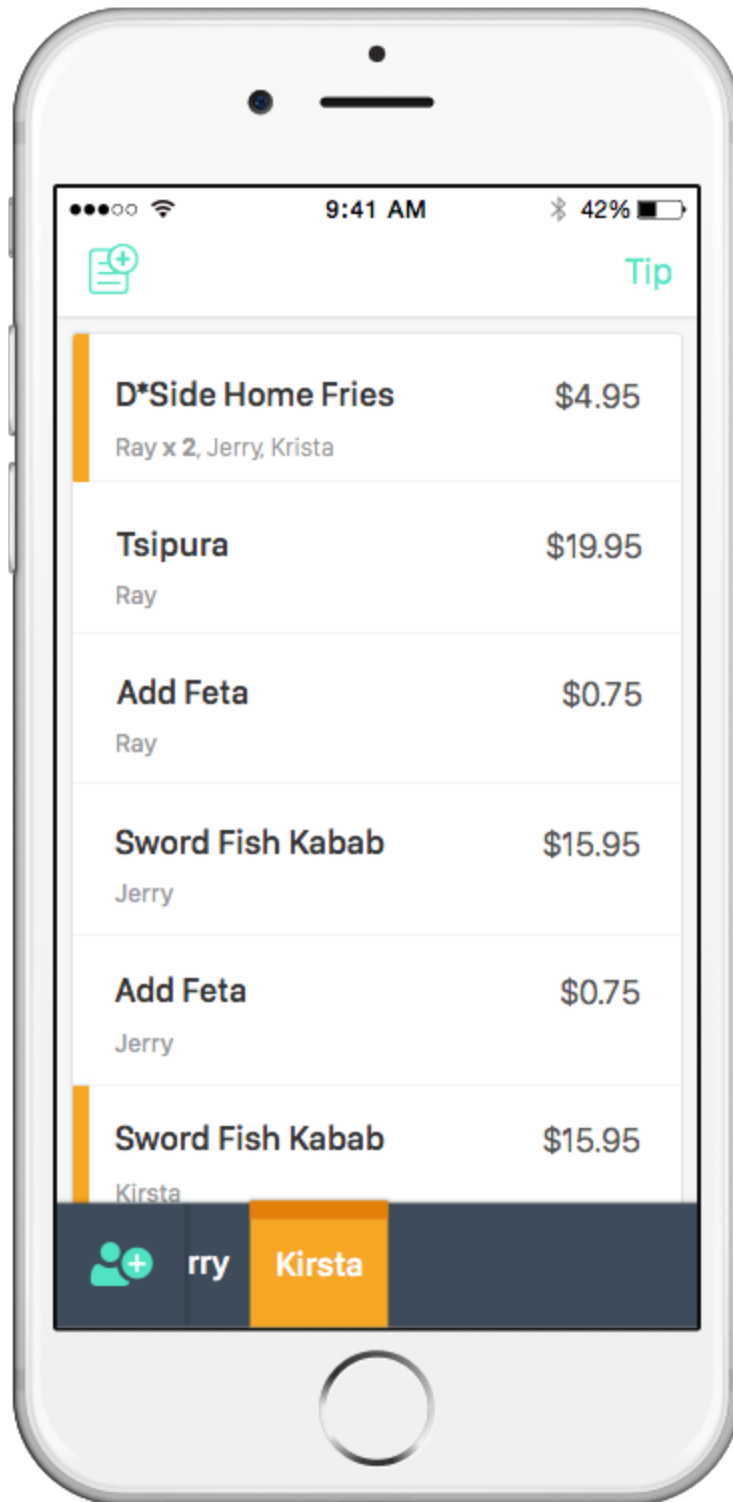 9:41 AM 42%
Tip
D*Side Home Fries $4.95
Ray x 2, Jerry, Krista
Tsipura $19.95
Ray
Add Feta $0.75
Ray
Sword Fish Kabab $15.95
Jerry
Add Feta $0.75
Jerry
Sword Fish Kabab $15.95
Kirsta
rry Kirsta